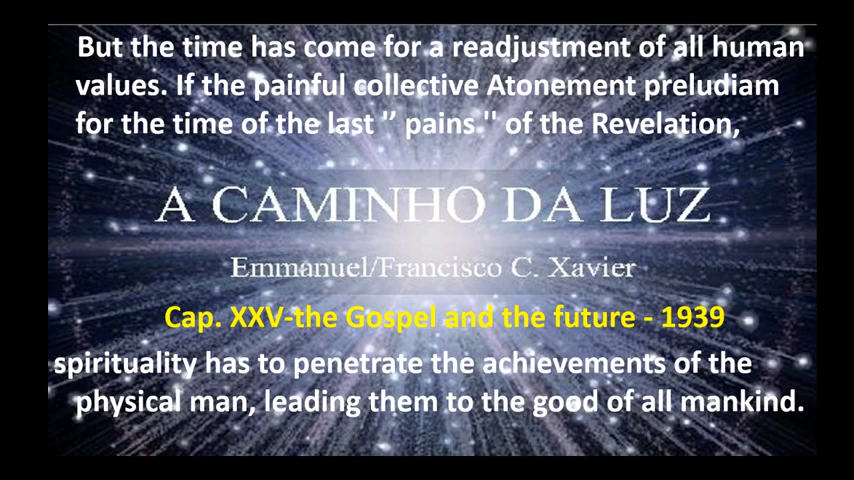 But the time has come for a readjustment of all human
values. If the painful collective Atonement preludiam
for the time of the last '' pains '' of the Revelation,
A CAMINHO DA LUZ
Emmanuel/Francisco C. Xavier
Cap. XXV-the Gospel and the future - 1939
spirituality has to penetrate the achievements of the
physical man, leading them to the good of all mankind.